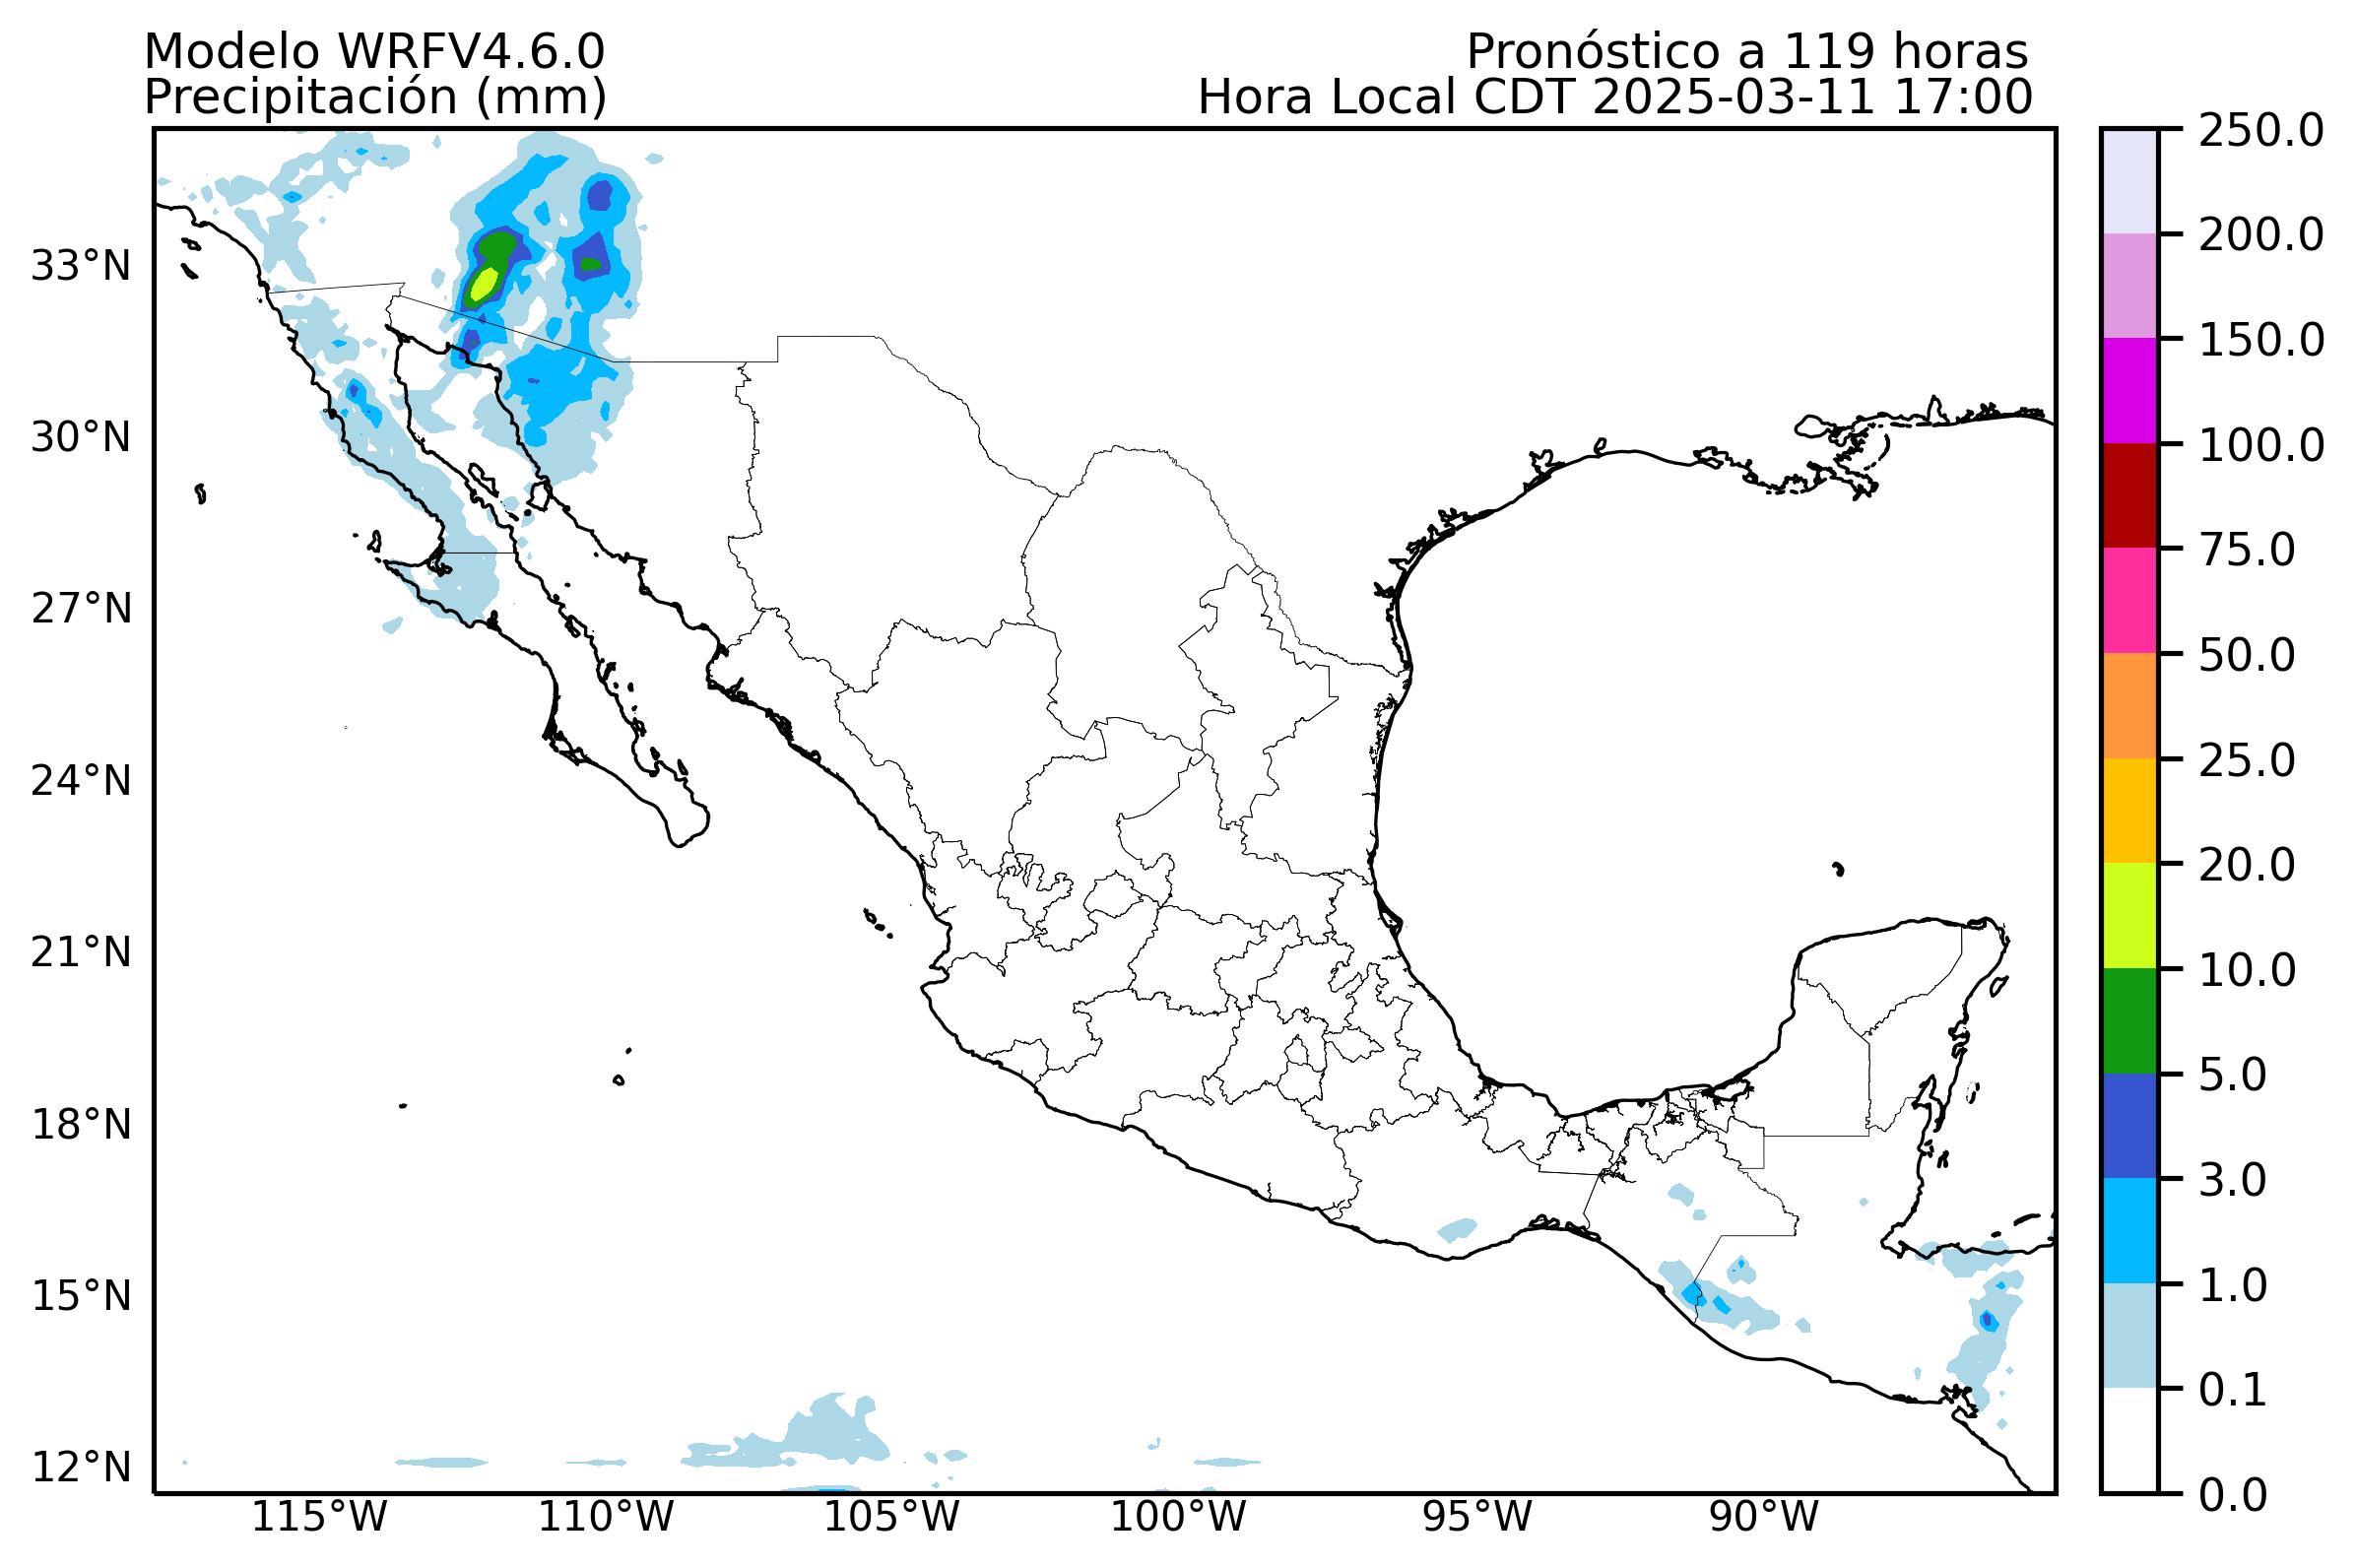 Modelo WRFV4.6.0
Pronóstico a 119 horas
Precipitación (mm)
Hora Local CDT 2025-03-11 17:00
250.0
200.0
150.0
100.0
75.0
50.0
25.0
20.0
10.0
5.0
3.0
1.0
0.1
0.0
33°N
30°N
27°N
24°N
21°N
18°N
15°N
12°N
115°W
110°W
105°W
100°W
95°W
90°W